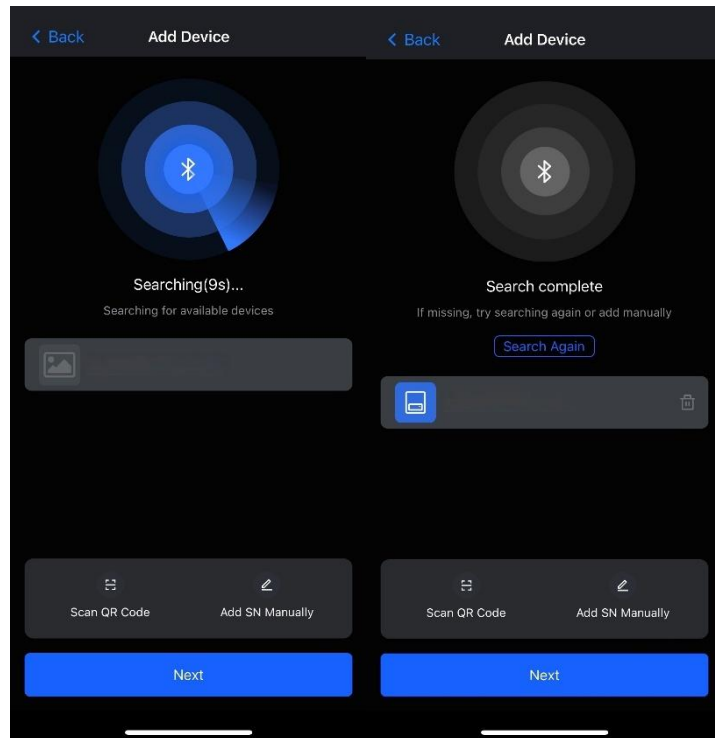 Back
Add Device
Searching(9s)...
Searching for available devices
Scan QR Code
Add SN Manually
Next
Back
Add Device
Search complete
If missing, try searching again or add manually
Search Again
Scan QR Code
Add SN Manually
Next